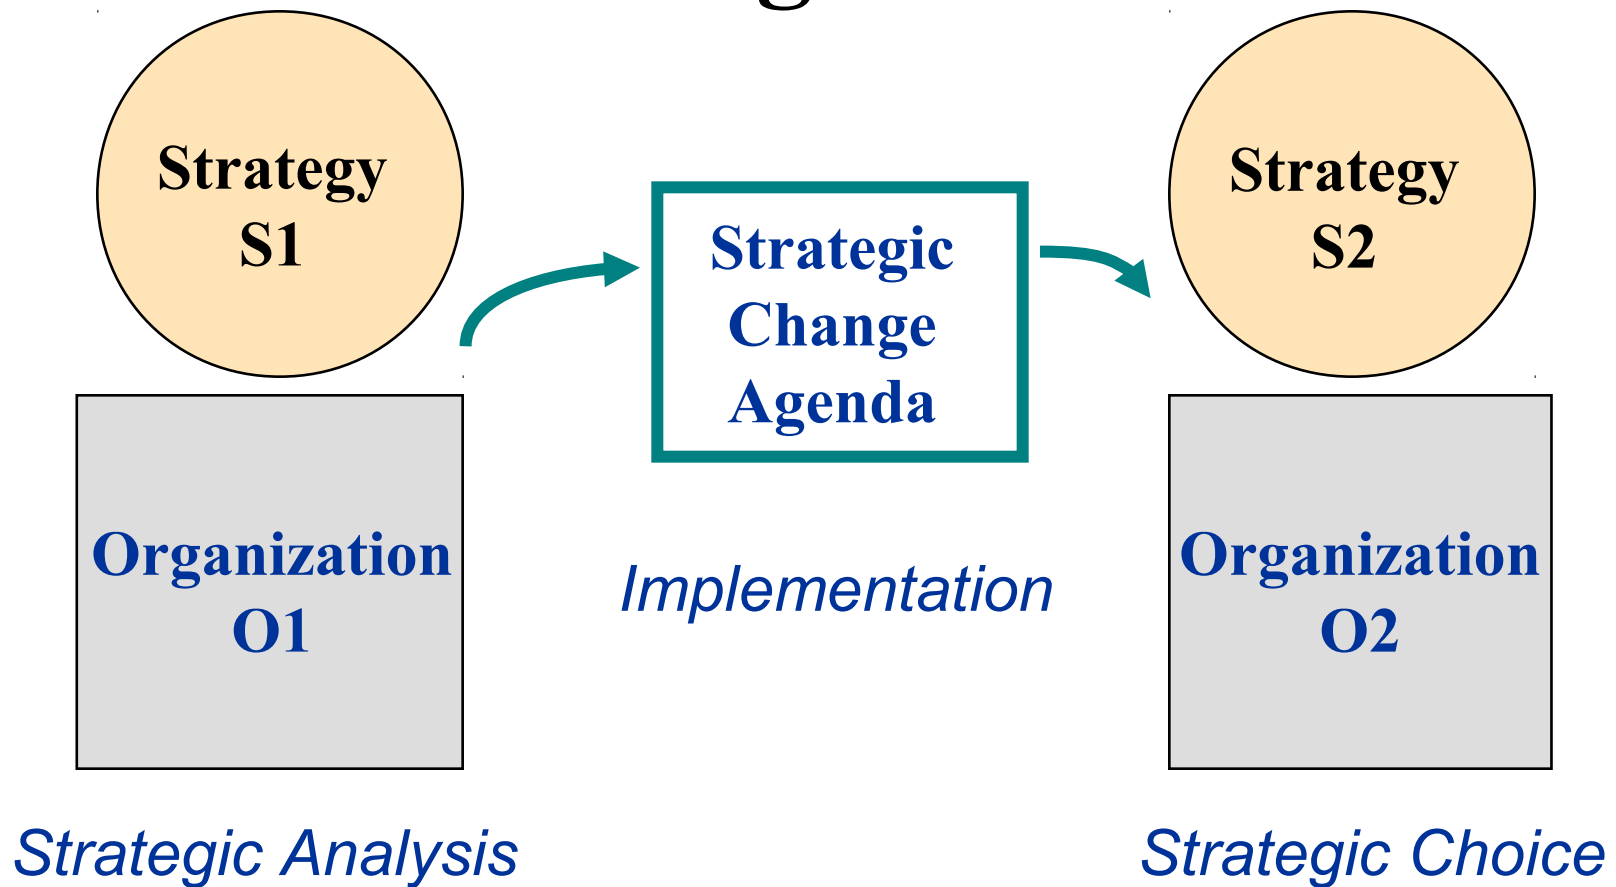 Strategy
S1
Organization
O1
Strategic Analysis
Strategic
Change
Agenda
Implementation
Strategy
S2
Organization
O2
Strategic Choice